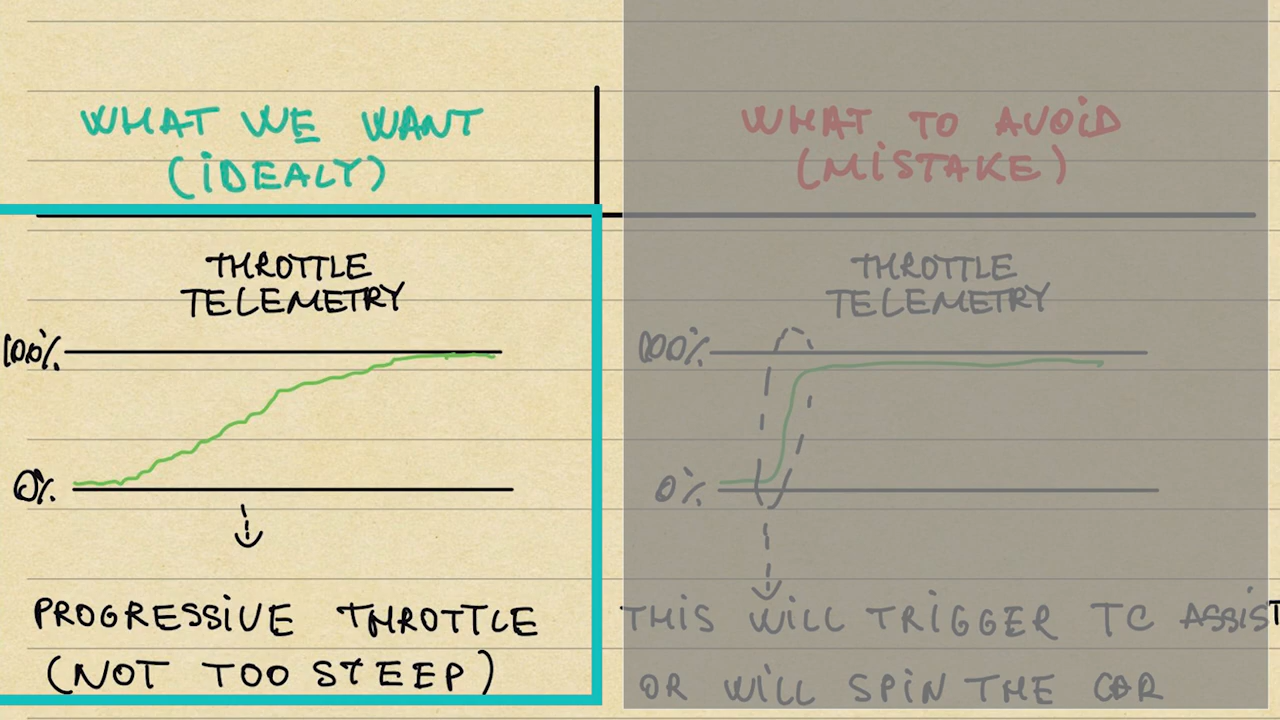 WHAT WE WANT
(iDEALY)
THROTTLE
TELEMETRY
100%
0%
PROGRESSiVE THROTTLE
(NOT TOO STEEP)
WHAT TO AVOiD
(MiSTAKE)
THROTTLE
TELEMETRY
100%
0%
THiS WiLL TRiGGER TC ASSiST
OR WiLL SPiN THE CAR